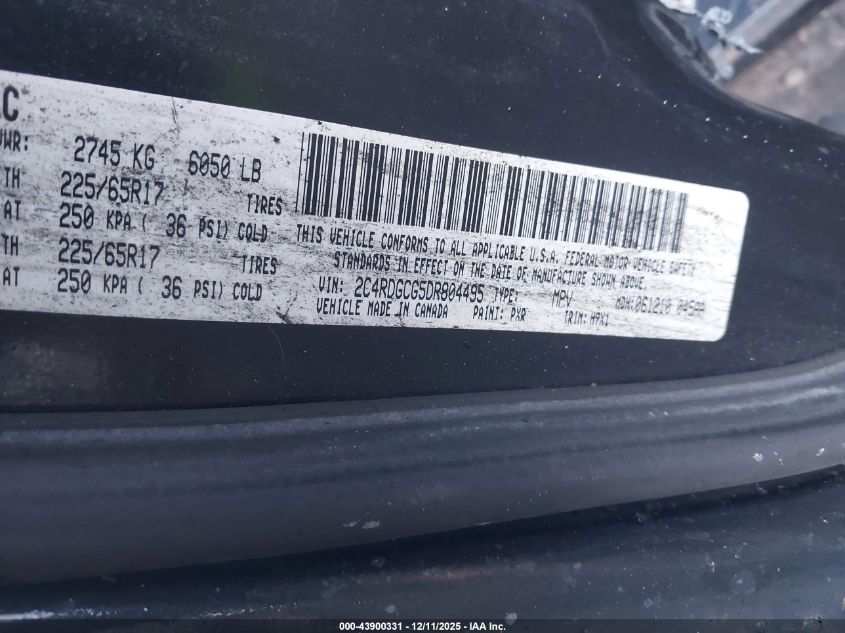 C
VWR: 2745 KG 6050 LB
TH 225/65R17 TIRES
AT 250 KPA ( 36 PSI) COLD
TH 225/65R17 TIRES
AT 250 KPA ( 36 PSI) COLD
THIS VEHICLE CONFORMS TO ALL APPLICABLE U.S.A. FEDERAL MOTOR VEHICLE SAFETY
STANDARDS IN EFFECT ON THE DATE OF MANUFACTURE SHOWN ABOVE.
VIN: 2C4RDGCG5DR804495 TYPE: MPV MDH:061210
VEHICLE MADE IN CANADA PAINT: PXR TRIM: HPX1
000-43900331 - 12/11/2025 - IAA Inc.